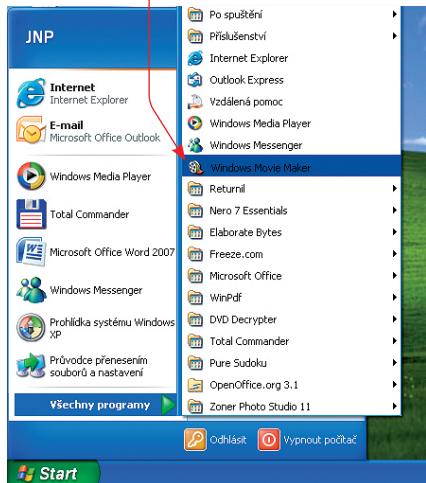 JNP
Internet
Internet Explorer
E-mail
Microsoft Office Outlook
Windows Media Player
Total Commander
Microsoft Office Word 2007
Windows Messenger
Prohlídka systému Windows
XP
Průvodce přenesením
souborů a nastavení
Všechny programy
Po spuštění
Příslušenství
Internet Explorer
Outlook Express
Vzdálená pomoc
Windows Media Player
Windows Messenger
Windows Movie Maker
Returnil
Nero 7 Essentials
Elaborate Bytes
Freeze.com
Microsoft Office
WinPdf
DVD Decrypter
Total Commander
Pure Sudoku
OpenOffice.org 3.1
Zoner Photo Studio 11
Odhlásit
Vypnout počítač
Start